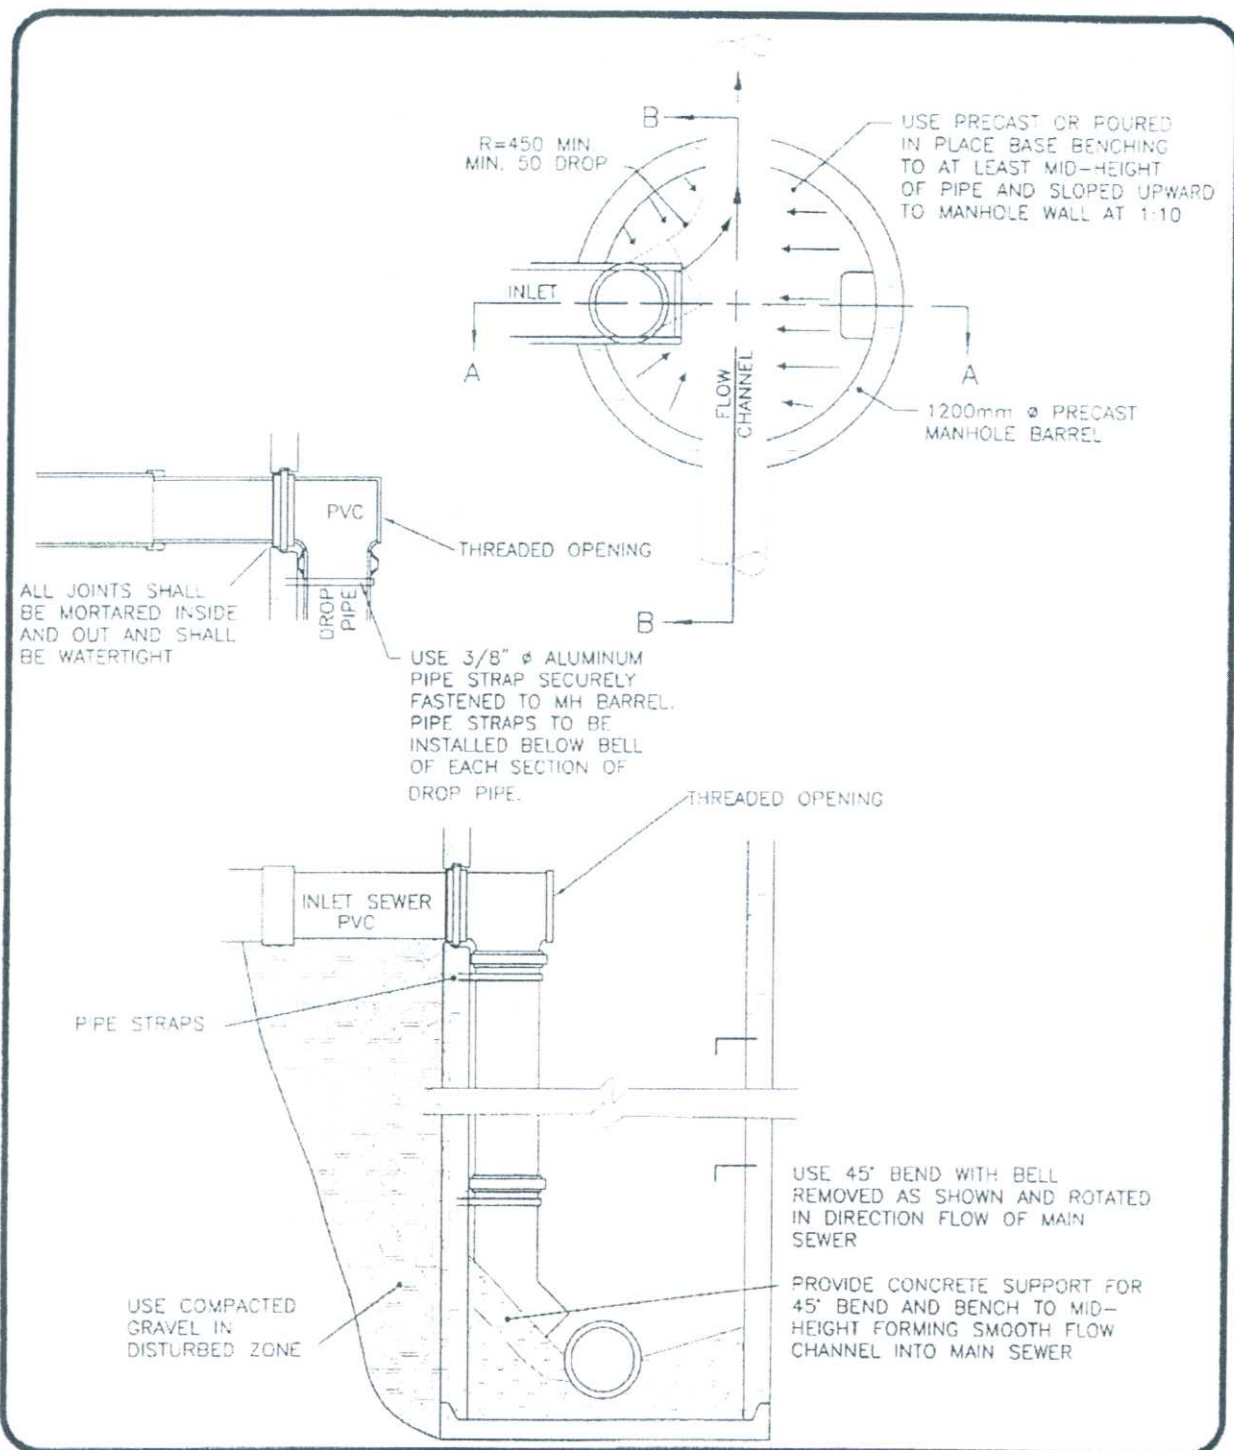 B
R=450 MIN.
MIN. 50 DROP
USE PRECAST OR POURED
IN PLACE BASE BENCHING
TO AT LEAST MID-HEIGHT
OF PIPE AND SLOPED UPWARD
TO MANHOLE WALL AT 1:10
INLET
A
A
FLOW
CHANNEL
1200mm ø PRECAST
MANHOLE BARREL
B
PVC
THREADED OPENING
DROP
PIPE
ALL JOINTS SHALL
BE MORTARED INSIDE
AND OUT AND SHALL
BE WATERTIGHT
USE 3/8" ø ALUMINUM
PIPE STRAP SECURELY
FASTENED TO MH BARREL.
PIPE STRAPS TO BE
INSTALLED BELOW BELL
OF EACH SECTION OF
DROP PIPE.
THREADED OPENING
INLET SEWER
PVC
PIPE STRAPS
USE 45° BEND WITH BELL
REMOVED AS SHOWN AND ROTATED
IN DIRECTION FLOW OF MAIN
SEWER
PROVIDE CONCRETE SUPPORT FOR
45° BEND AND BENCH TO MID-
HEIGHT FORMING SMOOTH FLOW
CHANNEL INTO MAIN SEWER
USE COMPACTED
GRAVEL IN
DISTURBED ZONE